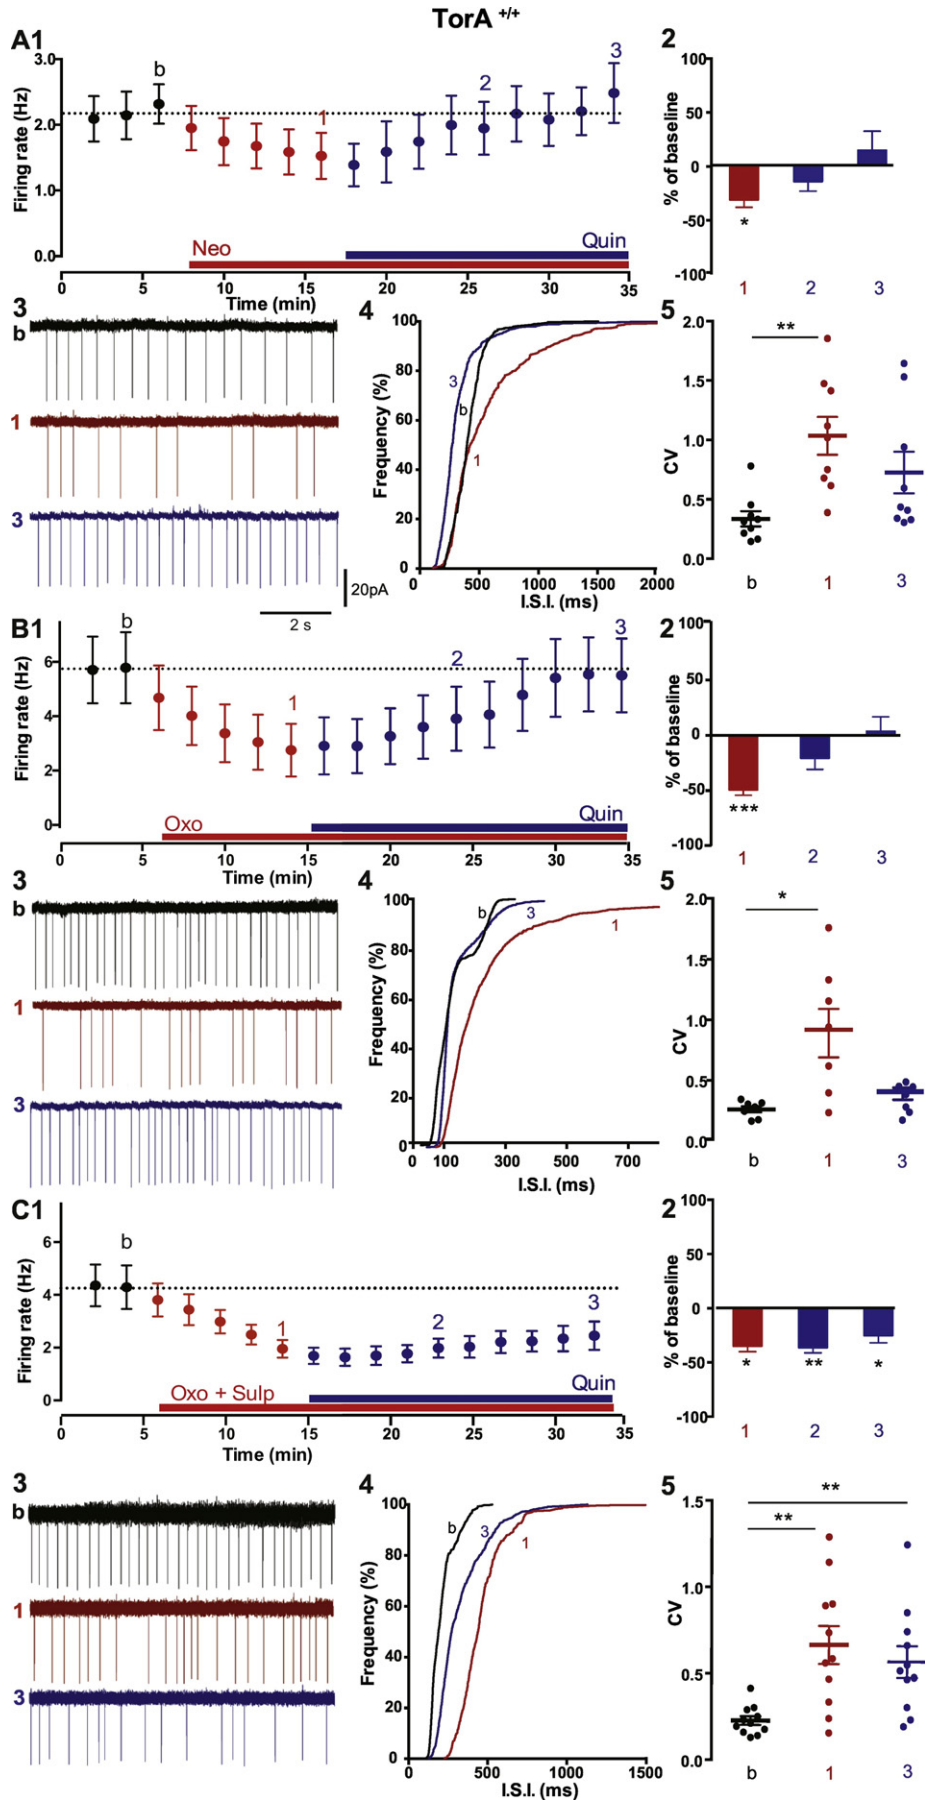 TorA +/+
A1
3.0
2.0
1.0
0.0
Firing rate (Hz)
b
1
2
3
Neo
Quin
0 5 10 15 20 25 30 35
Time (min)
2
100
50
0
-50
-100
% of baseline
*
1 2 3
3
b
1
3
20pA
2 s
4
100
80
60
40
20
0
Frequency (%)
3
b
1
0 500 1000 1500 2000
I.S.I. (ms)
5
2.0
1.5
1.0
0.5
0.0
CV
**
b 1 3
B1
6
4
2
0
Firing rate (Hz)
b
1
2
3
Oxo
Quin
0 5 10 15 20 25 30 35
Time (min)
2
100
50
0
-50
-100
% of baseline
***
1 2 3
3
b
1
3
4
100
80
60
40
20
0
Frequency (%)
b
3
1
0 100 300 500 700
I.S.I. (ms)
5
2.0
1.5
1.0
0.5
0.0
CV
*
b 1 3
C1
6
4
2
0
Firing rate (Hz)
b
1
2
3
Oxo + Sulp
Quin
0 5 10 15 20 25 30 35
Time (min)
2
100
50
0
-50
-100
% of baseline
* ** *
1 2 3
3
b
1
3
4
100
80
60
40
20
0
Frequency (%)
b
3
1
0 500 1000 1500
I.S.I. (ms)
5
1.5
1.0
0.5
0.0
CV
**
**
b 1 3